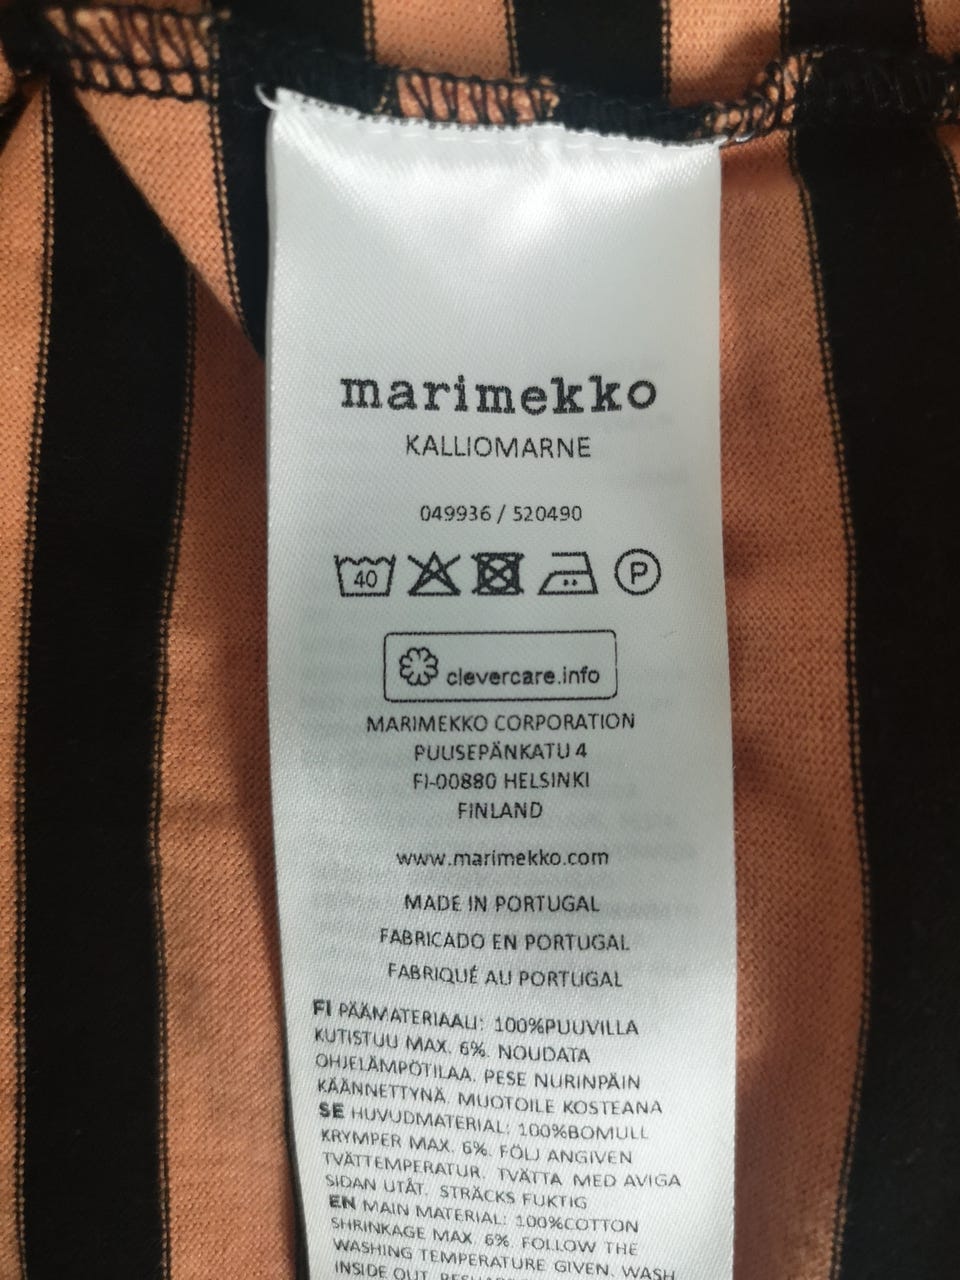 marimekko
KALLIOMARNE
049936 / 520490
40 P
clevercare.info
MARIMEKKO CORPORATION
PUUSEPÄNKATU 4
FI-00880 HELSINKI
FINLAND
www.marimekko.com
MADE IN PORTUGAL
FABRICADO EN PORTUGAL
FABRIQUÉ AU PORTUGAL
FI PÄÄMATERIAALI: 100%PUUVILLA
KUTISTUU MAX. 6%. NOUDATA
OHJELÄMPÖTILAA. PESE NURINPÄIN
KÄÄNNETTYNÄ. MUOTOILE KOSTEANA
SE HUVUDMATERIAL: 100%BOMULL
KRYMPER MAX. 6%. FÖLJ ANGIVEN
TVÄTTEMPERATUR. TVÄTTA MED AVIGA
SIDAN UTÅT. STRÄCKS FUKTIG
EN MAIN MATERIAL: 100%COTTON
SHRINKAGE MAX. 6%. FOLLOW THE
WASHING TEMPERATURE GIVEN. WASH
INSIDE OUT.